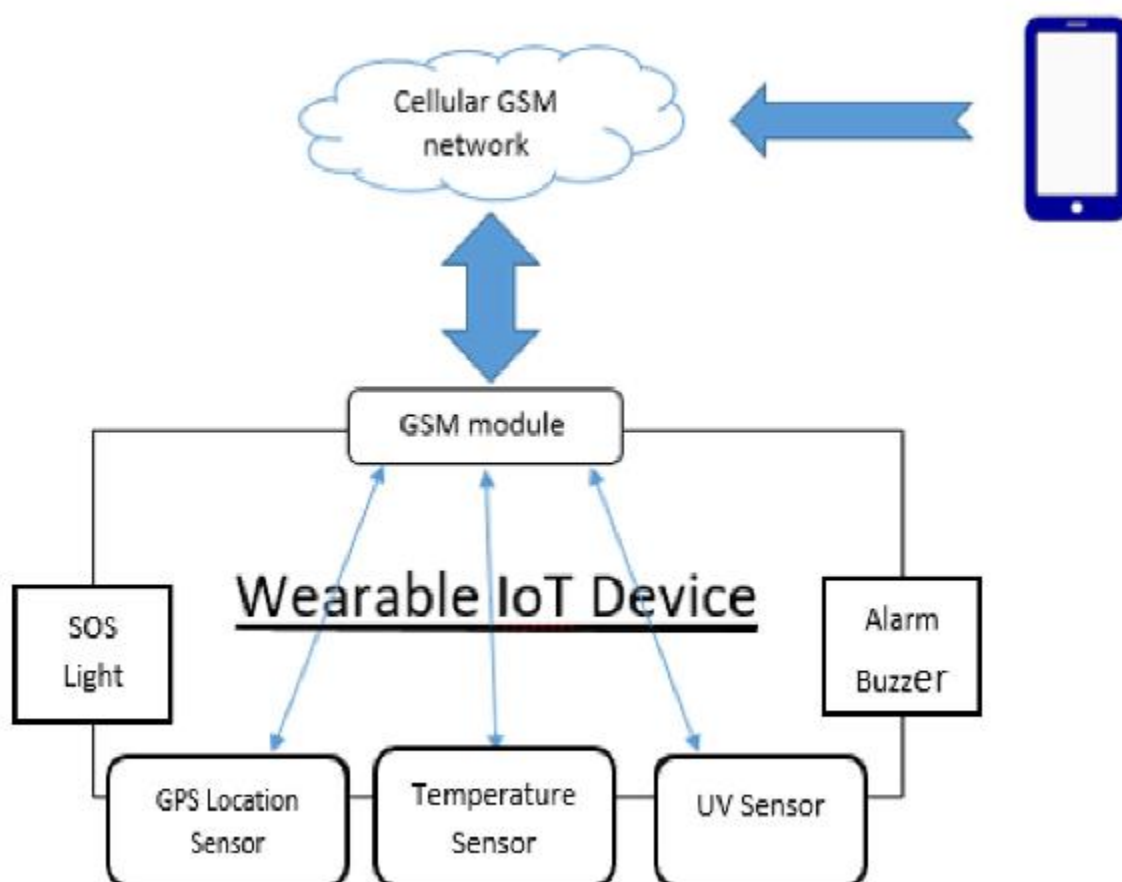 Cellular GSM
network
GSM module
Wearable IoT Device
SOS
Light
Alarm
Buzzer
GPS Location
Sensor
Temperature
Sensor
UV Sensor